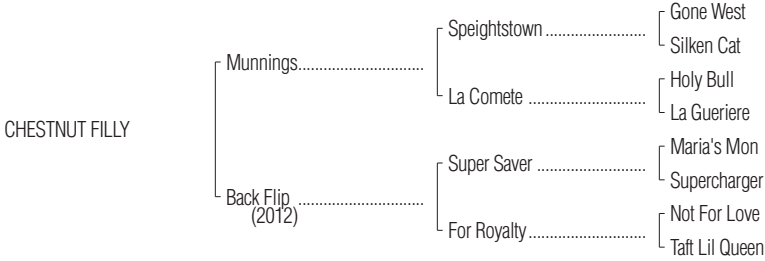 Gone West
Speightstown
Silken Cat
Munnings
Holy Bull
La Comete
La Gueriere
CHESTNUT FILLY
Maria's Mon
Super Saver
Supercharger
Back Flip
(2012)
Not For Love
For Royalty
Taft Lil Queen